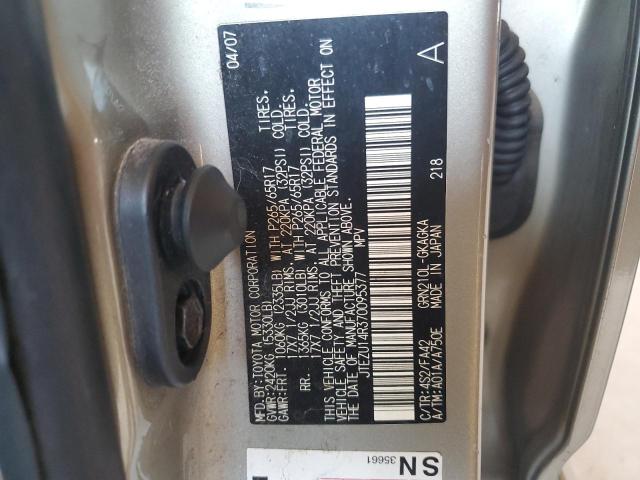 MFD.BY:TOYOTA MOTOR CORPORATION 04/07
GVWR:2420KG (5330LB)
GAWR:FRT. 1060KG (2335LB) WITH P265/65R17 TIRES.
17X7 1/2JJ RIMS. AT 220KPA (32PSI) COLD.
RR. 1365KG (3010LB) WITH P265/65R17 TIRES.
17X7 1/2JJ RIMS. AT 220KPA (32PSI) COLD.
THIS VEHICLE CONFORMS TO ALL APPLICABLE FEDERAL MOTOR
VEHICLE SAFETY AND THEFT PREVENTION STANDARDS IN EFFECT ON
THE DATE OF MANUFACTURE SHOWN ABOVE.
JTEZU14R370095377 MPV
C/TR:4S2/FA42 GRN210L-GKAGKA 218 A
A/TM:A01A/A750E MADE IN JAPAN
SN
35661